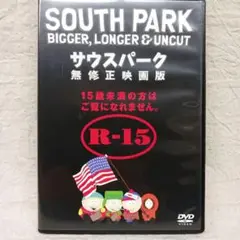 SOUTH PARK
BIGGER, LONGER & UNCUT
サウスパーク
無修正映画版
15歳未満の方は
ご覧になれません。
R-15
DVD
VIDEO